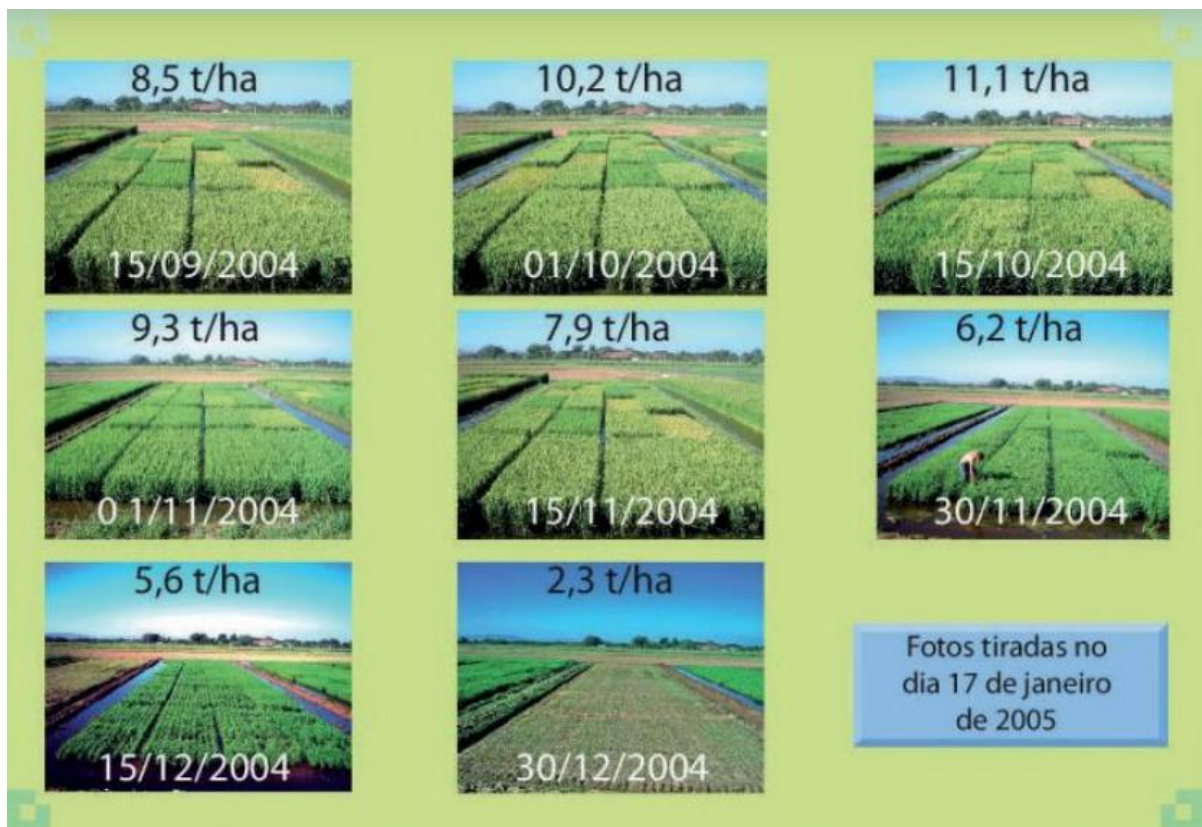 8,5 t/ha
10,2 t/ha
11,1 t/ha
15/09/2004
01/10/2004
15/10/2004
9,3 t/ha
7,9 t/ha
6,2 t/ha
0 1/11/2004
15/11/2004
30/11/2004
5,6 t/ha
2,3 t/ha
15/12/2004
30/12/2004
Fotos tiradas no
dia 17 de janeiro
de 2005